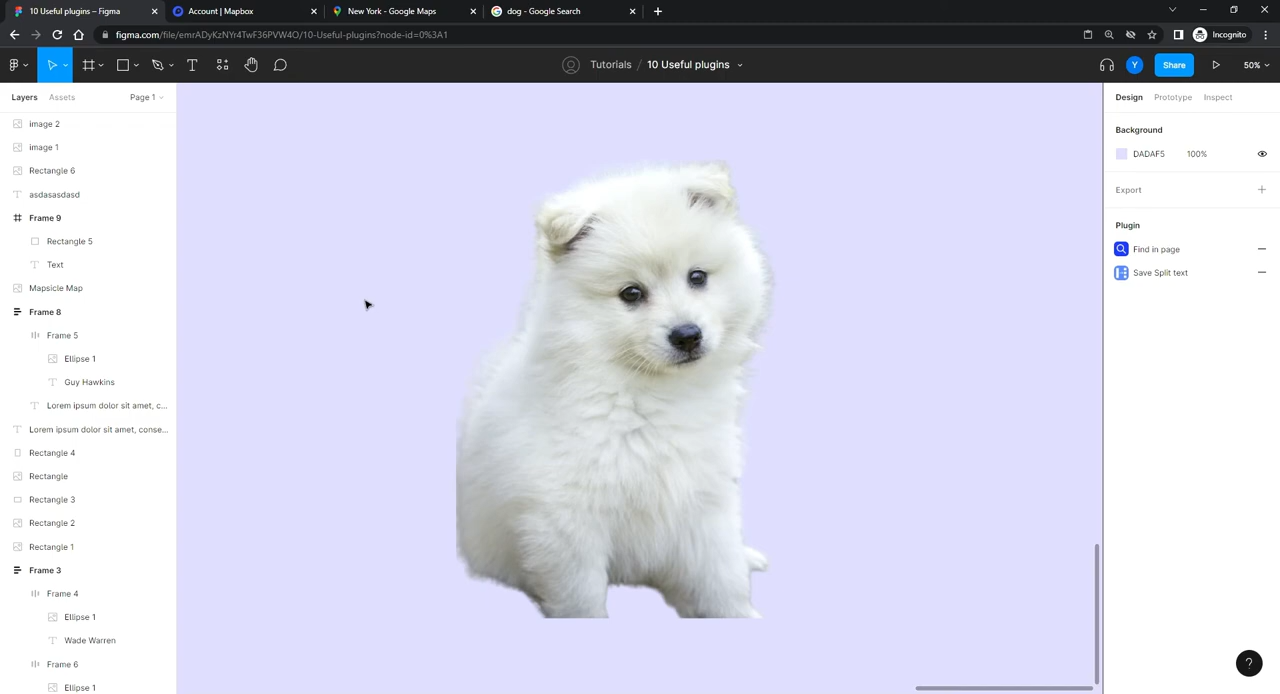 10 Useful plugins – Figma
Account | Mapbox
New York - Google Maps
dog - Google Search
figma.com/file/emrADyKzNYr4TwF36PVW4O/10-Useful-plugins?node-id=0%3A1
Incognito
Tutorials / 10 Useful plugins
Y
Share
50%
Layers
Assets
Page 1
image 2
image 1
Rectangle 6
asdasasdasd
Frame 9
Rectangle 5
Text
Mapsicle Map
Frame 8
Frame 5
Ellipse 1
Guy Hawkins
Lorem ipsum dolor sit amet, c...
Lorem ipsum dolor sit amet, conse...
Rectangle 4
Rectangle
Rectangle 3
Rectangle 2
Rectangle 1
Frame 3
Frame 4
Ellipse 1
Wade Warren
Frame 6
Ellipse 1
Design
Prototype
Inspect
Background
DADAF5
100%
Export
Plugin
Find in page
Save Split text
?